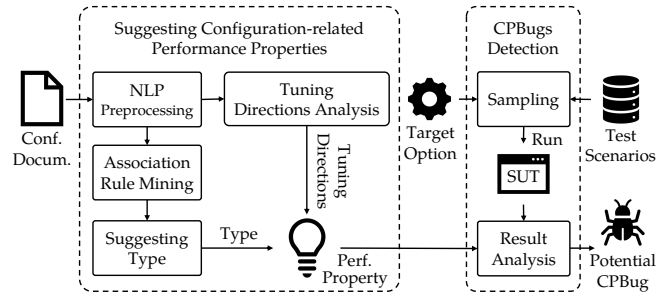 Suggesting Configuration-related
Performance Properties
CPBugs
Detection
Conf.
Docum.
NLP
Preprocessing
Tuning
Directions Analysis
Association
Rule Mining
Tuning
Directions
Suggesting
Type
Type
Perf.
Property
Target
Option
Sampling
Run
SUT
Test
Scenarios
Result
Analysis
Potential
CPBug